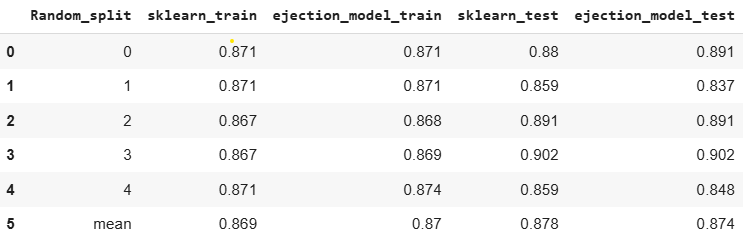 Random_split sklearn_train ejection_model_train sklearn_test ejection_model_test
0 0 0.871 0.871 0.88 0.891
1 1 0.871 0.871 0.859 0.837
2 2 0.867 0.868 0.891 0.891
3 3 0.867 0.869 0.902 0.902
4 4 0.871 0.874 0.859 0.848
5 mean 0.869 0.87 0.878 0.874